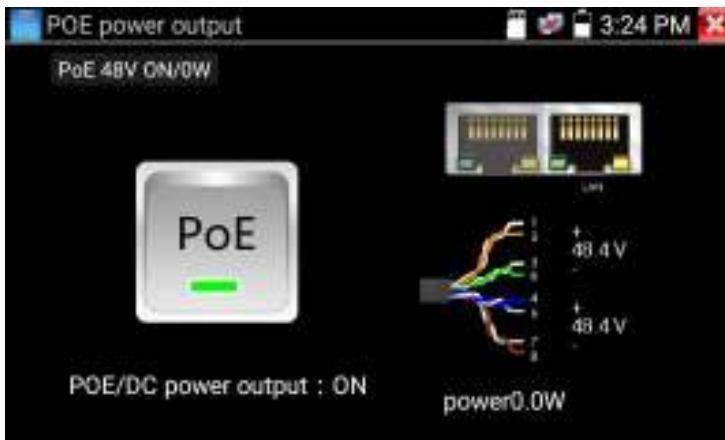 POE power output
3:24 PM
PoE 48V ON/0W
LAN
PoE
1
2
+
48.4 V
-
3
6
4
5
+
48.4 V
-
7
8
POE/DC power output : ON
power0.0W